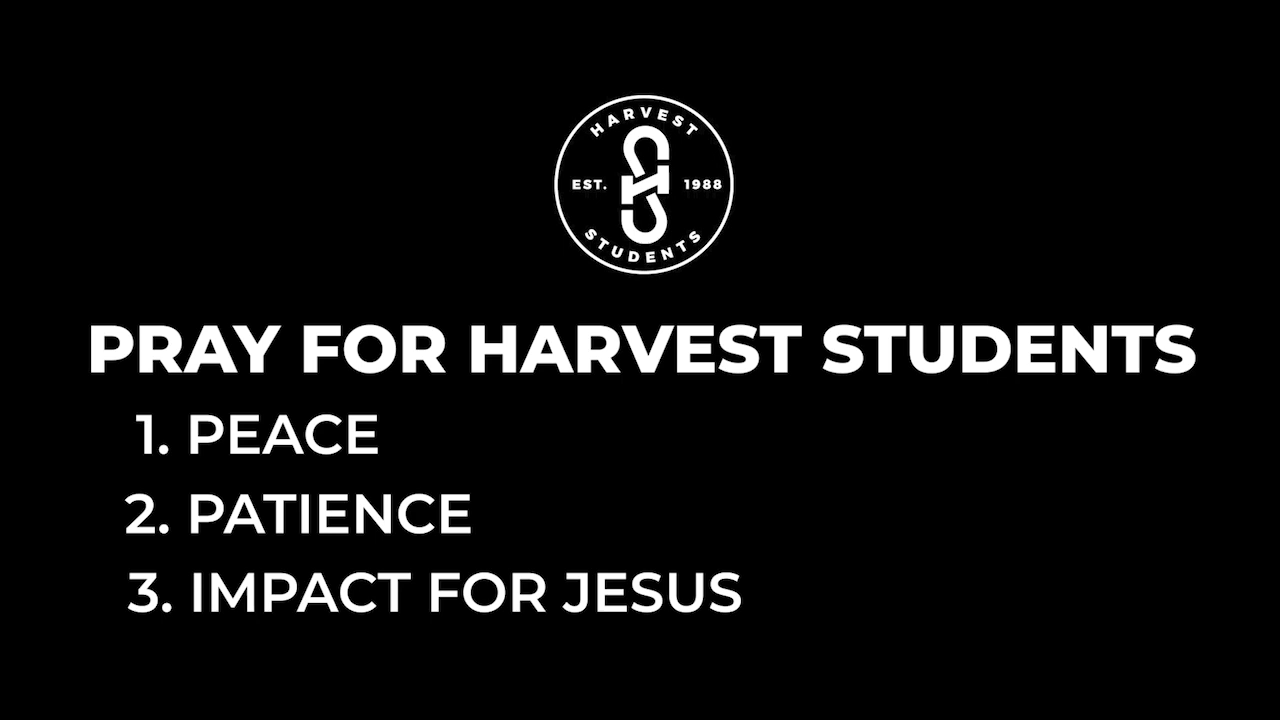 HARVEST
EST. 1988
STUDENTS
PRAY FOR HARVEST STUDENTS
1. PEACE
2. PATIENCE
3. IMPACT FOR JESUS